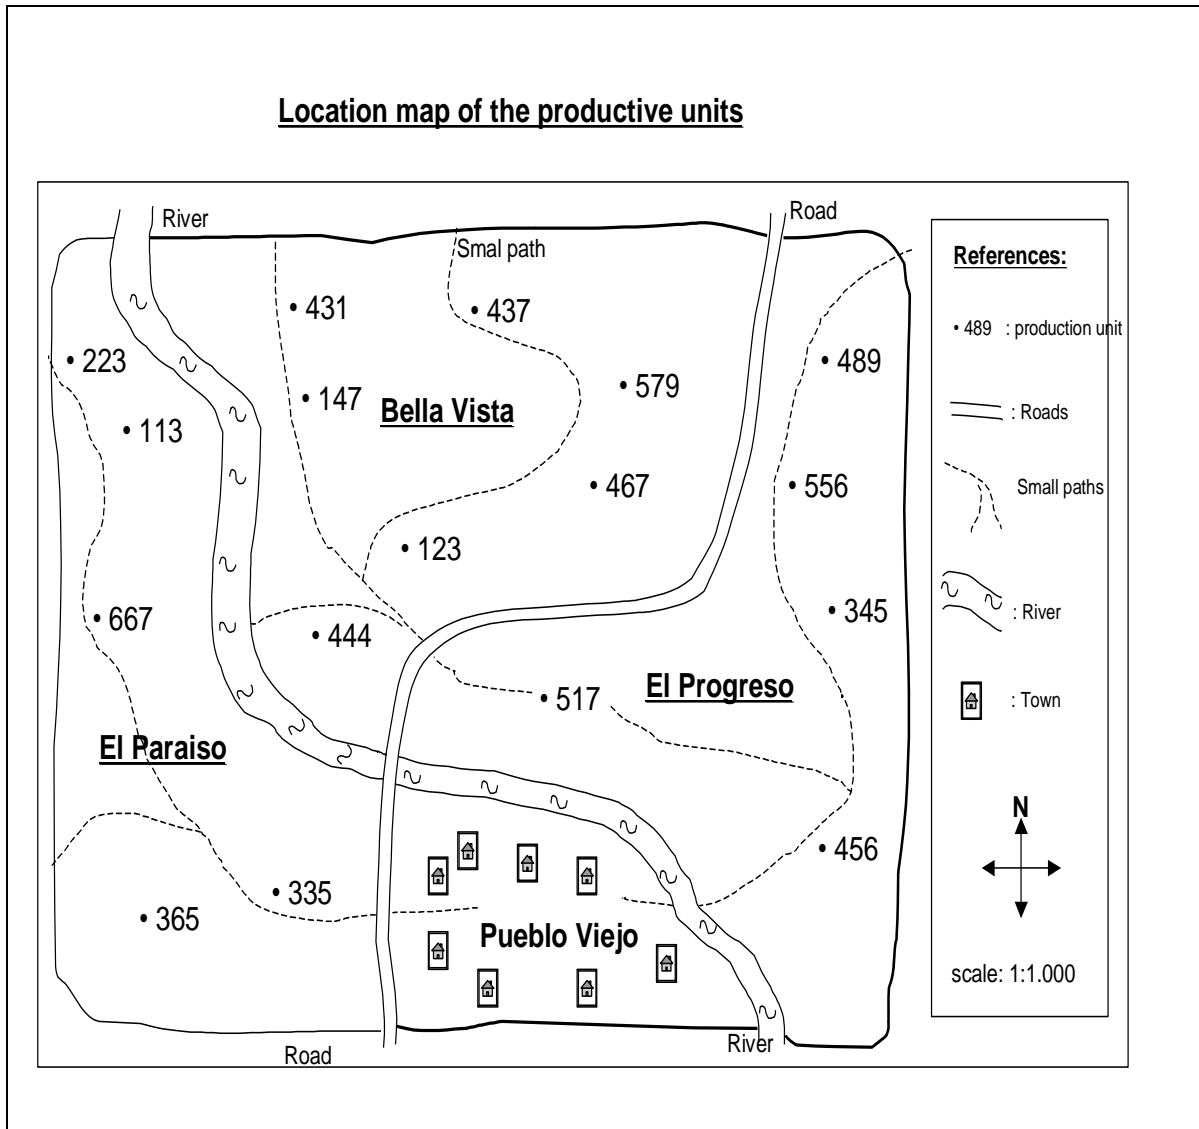 Location map of the productive units
River
Road
Smal path
References:
• 431
• 437
• 489 : production unit
• 223
• 489
• 579
• 147
Bella Vista
: Roads
• 113
• 467
• 556
Small paths
• 123
• 667
• 444
• 345
: River
El Progreso
• 517
: Town
El Paraiso
N
• 456
• 335
• 365
Pueblo Viejo
scale: 1:1.000
Road
River